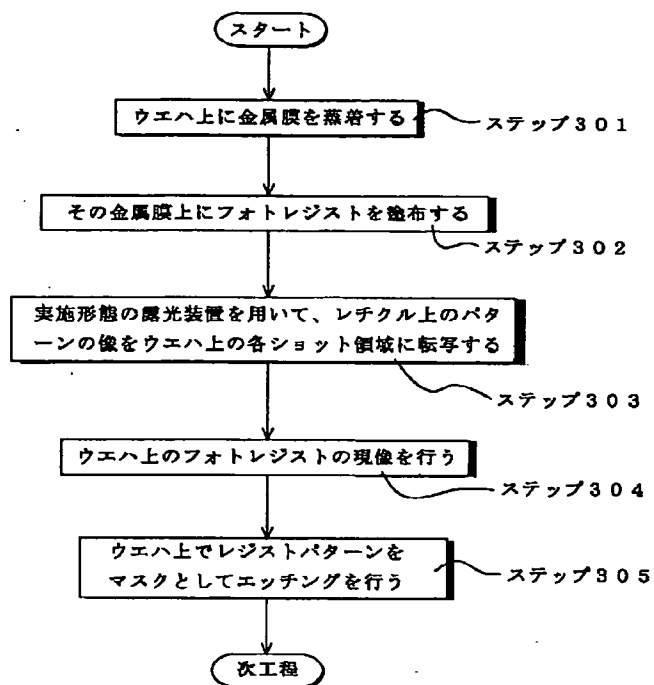 スタート
ウエハ上に金属膜を蒸着する
ステップ301
その金属膜上にフォトレジストを塗布する
ステップ302
実施形態の露光装置を用いて、レチクル上のパタ
ーンの像をウエハ上の各ショット領域に転写する
ステップ303
ウエハ上のフォトレジストの現像を行う
ステップ304
ウエハ上でレジストパターンを
マスクとしてエッチングを行う
ステップ305
次工程